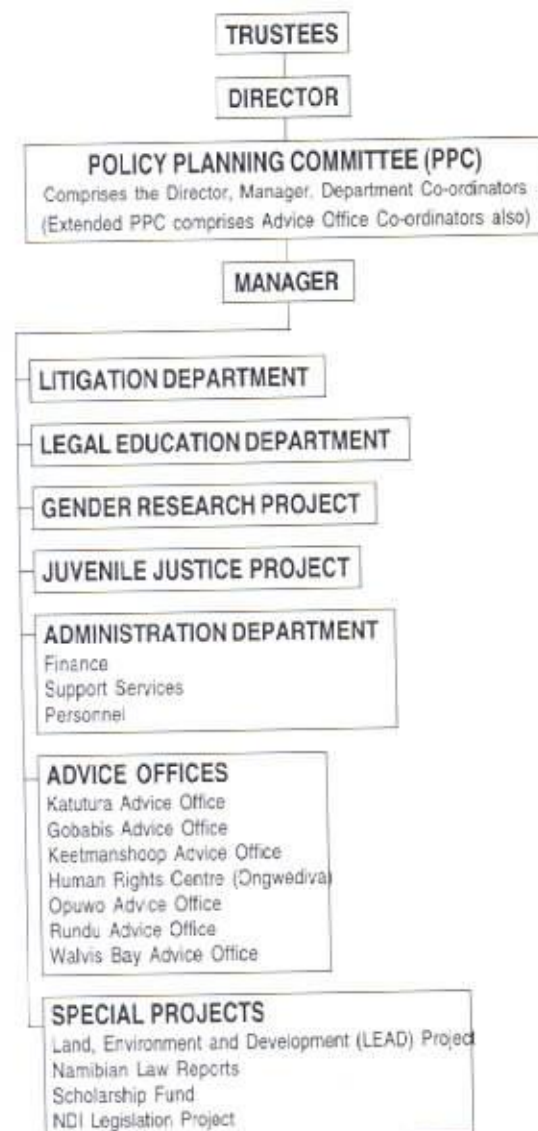 TRUSTEES
DIRECTOR
POLICY PLANNING COMMITTEE (PPC)
Comprises the Director, Manager, Department Co-ordinators
(Extended PPC comprises Advice Office Co-ordinators also)
MANAGER
LITIGATION DEPARTMENT
LEGAL EDUCATION DEPARTMENT
GENDER RESEARCH PROJECT
JUVENILE JUSTICE PROJECT
ADMINISTRATION DEPARTMENT
Finance
Support Services
Personnel
ADVICE OFFICES
Katutura Advice Office
Gobabis Advice Office
Keetmanshoop Advice Office
Human Rights Centre (Ongwediva)
Opuwo Advice Office
Rundu Advice Office
Walvis Bay Advice Office
SPECIAL PROJECTS
Land, Environment and Development (LEAD) Project
Namibian Law Reports
Scholarship Fund
NDI Legislation Project